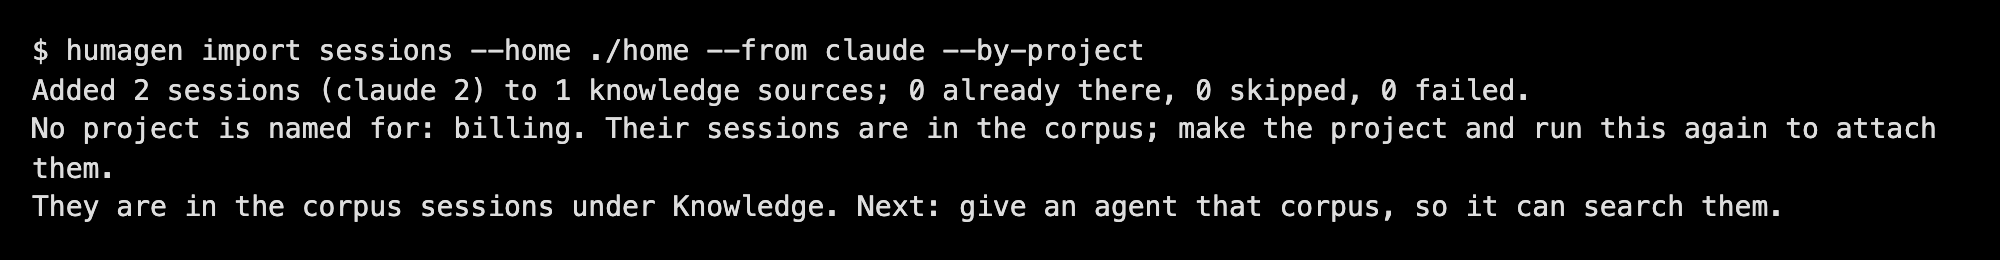 $ humagen import sessions --home ./home --from claude --by-project
Added 2 sessions (claude 2) to 1 knowledge sources; 0 already there, 0 skipped, 0 failed.
No project is named for: billing. Their sessions are in the corpus; make the project and run this again to attach
them.
They are in the corpus sessions under Knowledge. Next: give an agent that corpus, so it can search them.